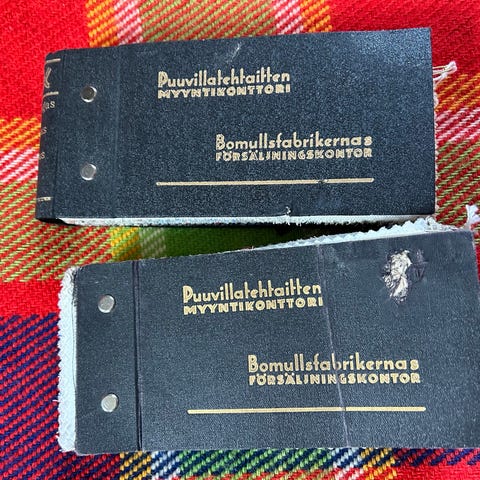 Puuvillatehtaitten
MYYNTIKONTTORI
Bomullsfabrikernas
FÖRSÄLJNINGSKONTOR
Puuvillatehtaitten
MYYNTIKONTTORI
Bomullsfabrikernas
FÖRSÄLJNINGSKONTOR